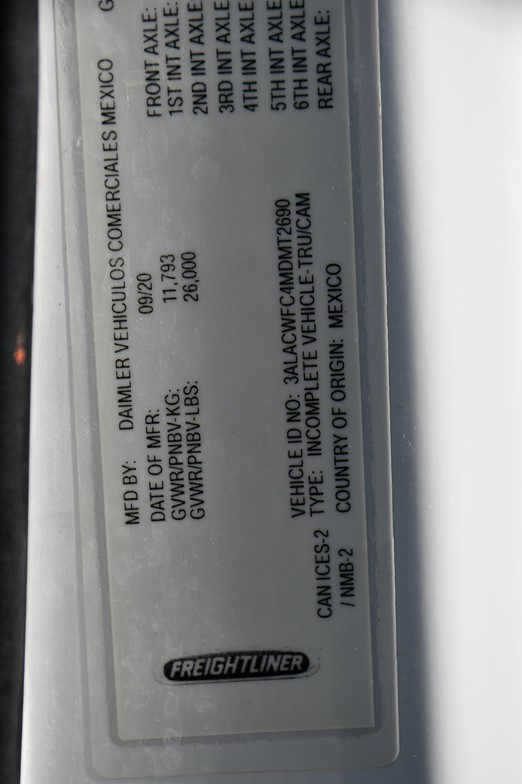 MFD BY: DAIMLER VEHICULOS COMERCIALES MEXICO G
DATE OF MFR: 09/20 FRONT AXLE:
GVWR/PNBV-KG: 11,793 1ST INT AXLE:
GVWR/PNBV-LBS: 26,000 2ND INT AXLE
3RD INT AXLE
4TH INT AXLE
5TH INT AXLE
VEHICLE ID NO: 3ALACWFC4MDMT2690 6TH INT AXLE
CAN ICES-2 TYPE: INCOMPLETE VEHICLE-TRU/CAM REAR AXLE:
/ NMB-2 COUNTRY OF ORIGIN: MEXICO
FREIGHTLINER